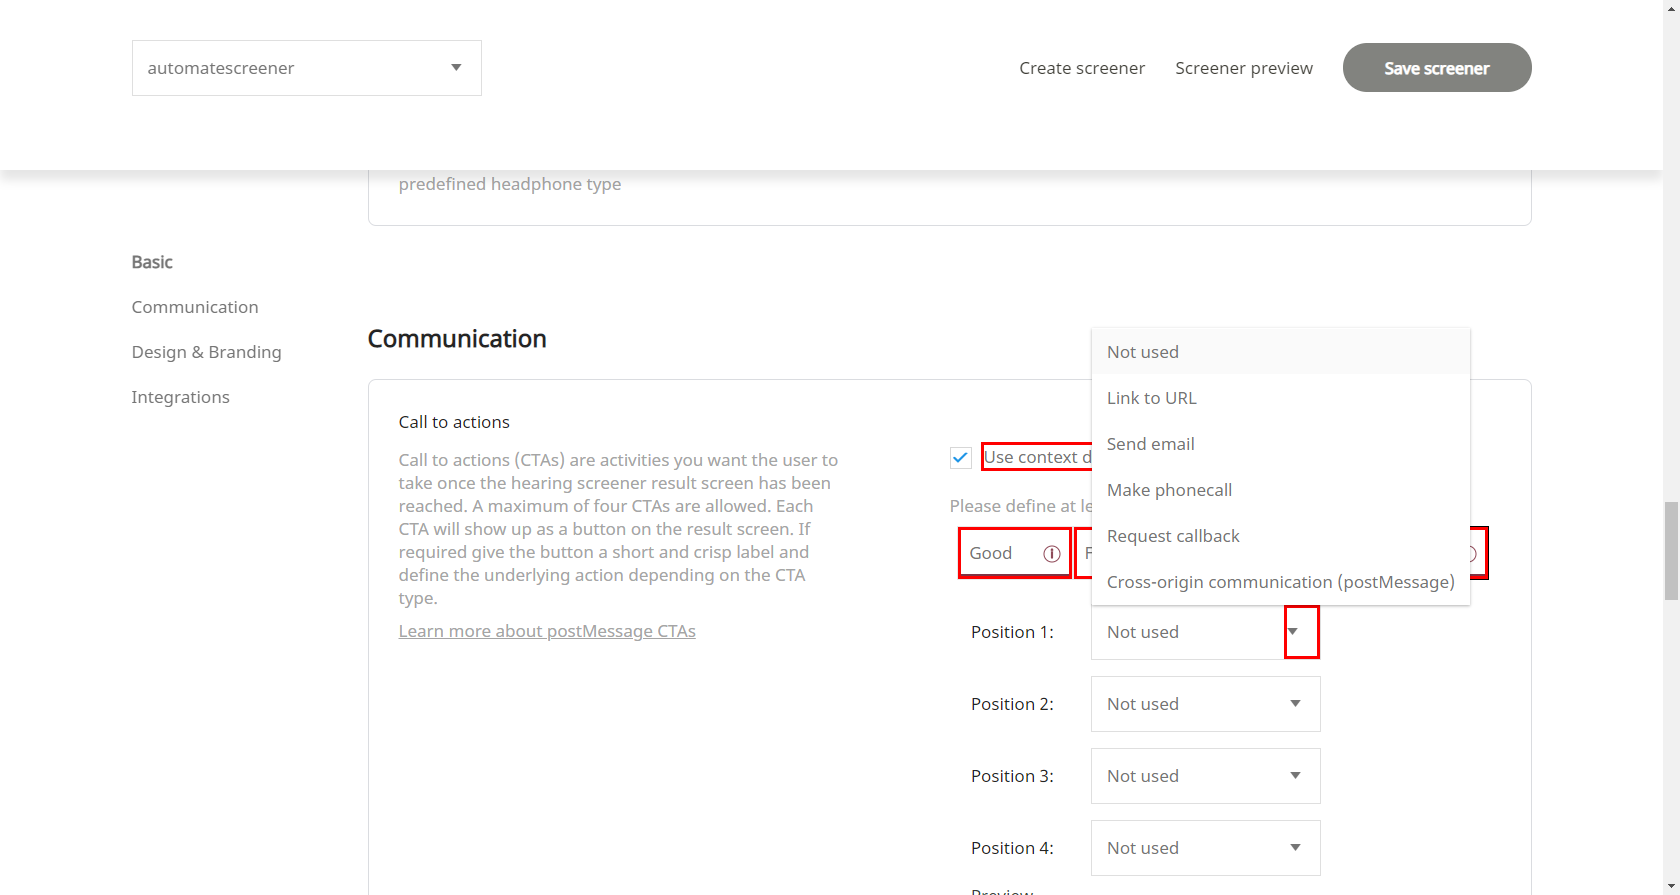 automatescreener
Create screener
Screener preview
Save screener
predefined headphone type
Basic
Communication
Design & Branding
Integrations
Communication
Call to actions
Call to actions (CTAs) are activities you want the user to
take once the hearing screener result screen has been
reached. A maximum of four CTAs are allowed. Each
CTA will show up as a button on the result screen. If
required give the button a short and crisp label and
define the underlying action depending on the CTA
type.
Learn more about postMessage CTAs
Use context d
Please define at le
Good
F
Not used
Link to URL
Send email
Make phonecall
Request callback
Cross-origin communication (postMessage)
Position 1:
Not used
Position 2:
Not used
Position 3:
Not used
Position 4:
Not used